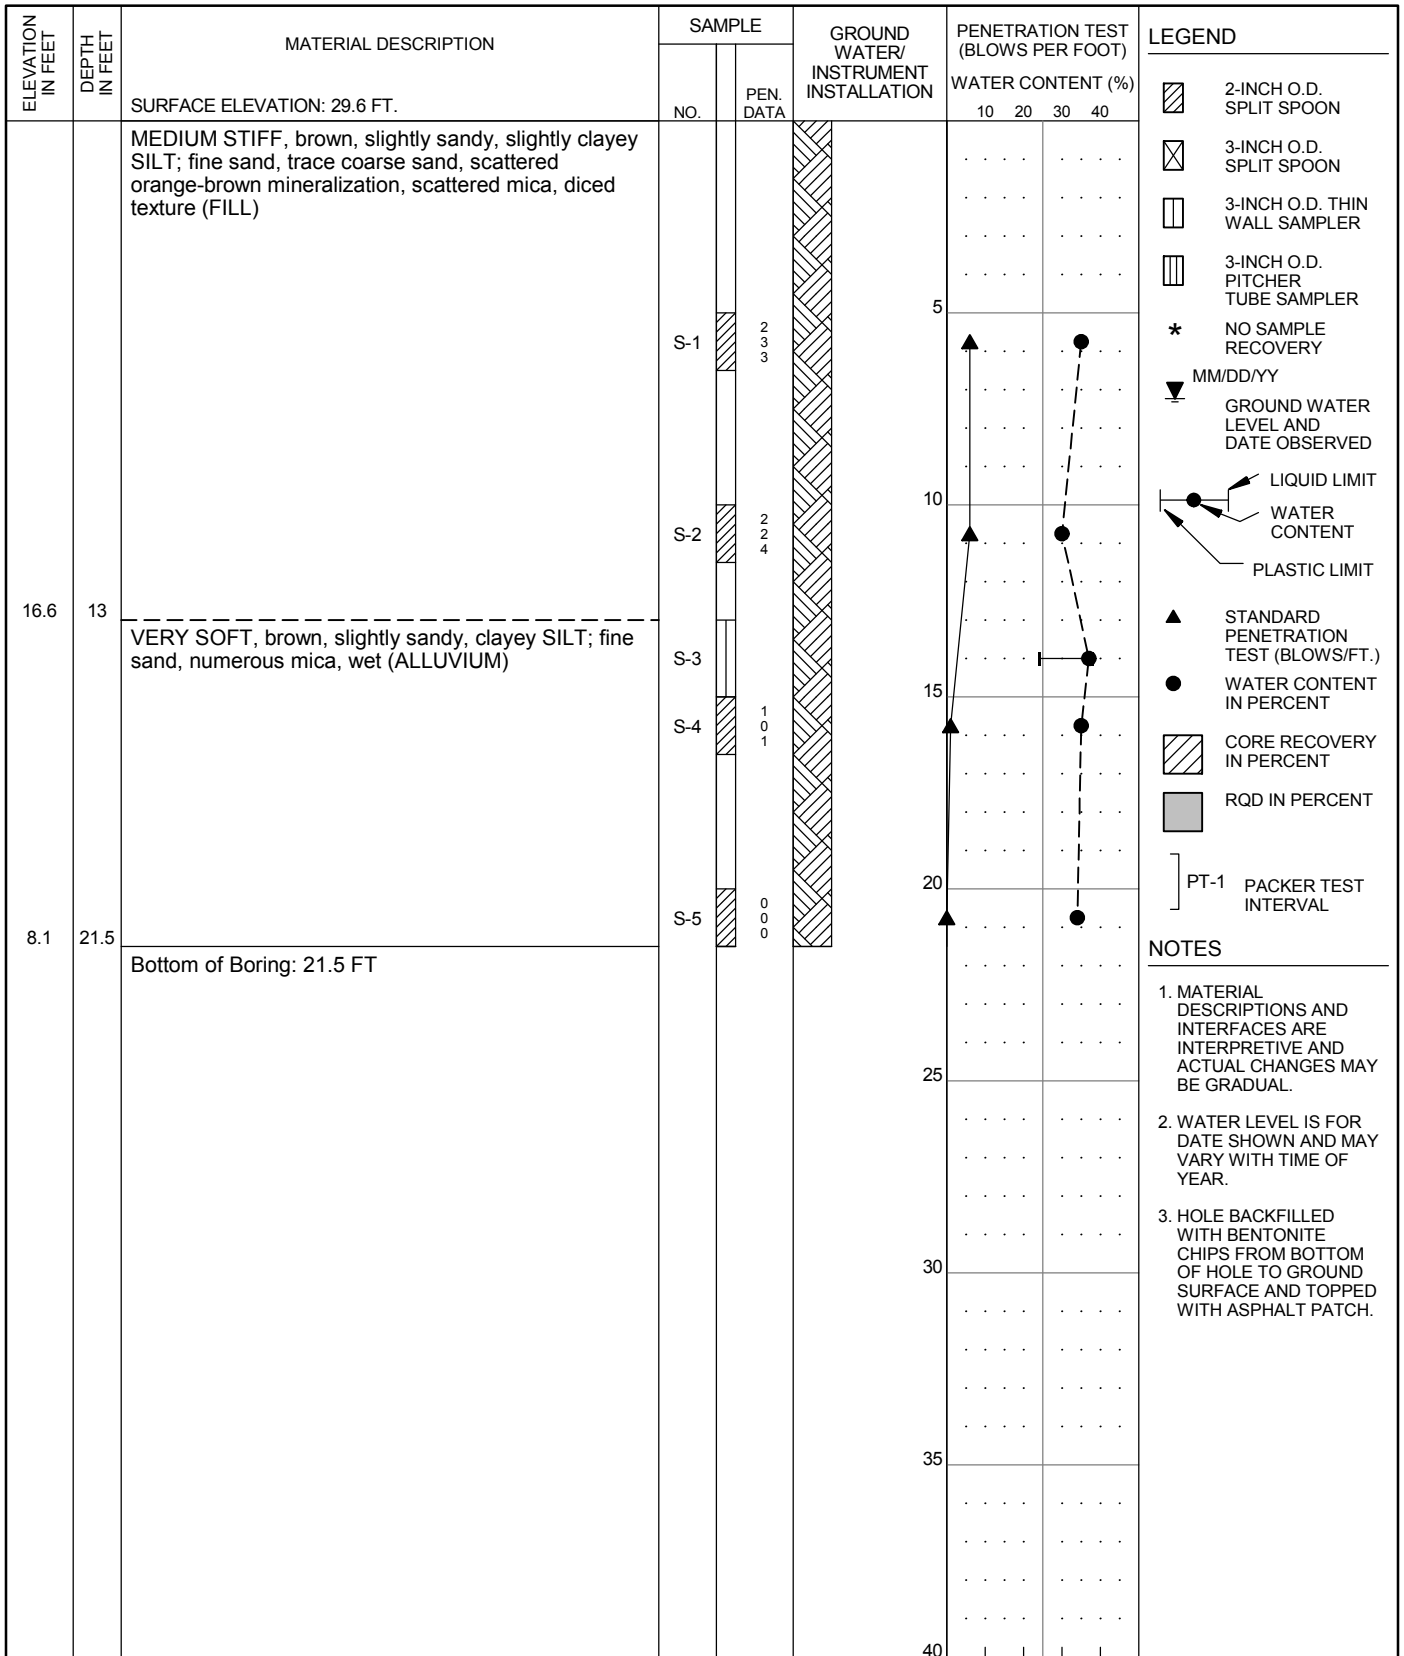 ELEVATION
IN FEET
DEPTH
IN FEET
MATERIAL DESCRIPTION
SURFACE ELEVATION: 29.6 FT.
SAMPLE
NO.
PEN.
DATA
GROUND
WATER/
INSTRUMENT
INSTALLATION
PENETRATION TEST
(BLOWS PER FOOT)
WATER CONTENT (%)
10 20 30 40
MEDIUM STIFF, brown, slightly sandy, slightly clayey
SILT; fine sand, trace coarse sand, scattered
orange-brown mineralization, scattered mica, diced
texture (FILL)
5
S-1
2
3
3
10
S-2
2
2
4
16.6 13
VERY SOFT, brown, slightly sandy, clayey SILT; fine
sand, numerous mica, wet (ALLUVIUM)
S-3
15
S-4
1
0
1
20
S-5
0
0
0
8.1 21.5
Bottom of Boring: 21.5 FT
25
30
35
40
LEGEND
2-INCH O.D.
SPLIT SPOON
3-INCH O.D.
SPLIT SPOON
3-INCH O.D. THIN
WALL SAMPLER
3-INCH O.D.
PITCHER
TUBE SAMPLER
* NO SAMPLE
RECOVERY
MM/DD/YY
GROUND WATER
LEVEL AND
DATE OBSERVED
LIQUID LIMIT
WATER
CONTENT
PLASTIC LIMIT
STANDARD
PENETRATION
TEST (BLOWS/FT.)
WATER CONTENT
IN PERCENT
CORE RECOVERY
IN PERCENT
RQD IN PERCENT
PT-1 PACKER TEST
INTERVAL
NOTES
1. MATERIAL
DESCRIPTIONS AND
INTERFACES ARE
INTERPRETIVE AND
ACTUAL CHANGES MAY
BE GRADUAL.
2. WATER LEVEL IS FOR
DATE SHOWN AND MAY
VARY WITH TIME OF
YEAR.
3. HOLE BACKFILLED
WITH BENTONITE
CHIPS FROM BOTTOM
OF HOLE TO GROUND
SURFACE AND TOPPED
WITH ASPHALT PATCH.